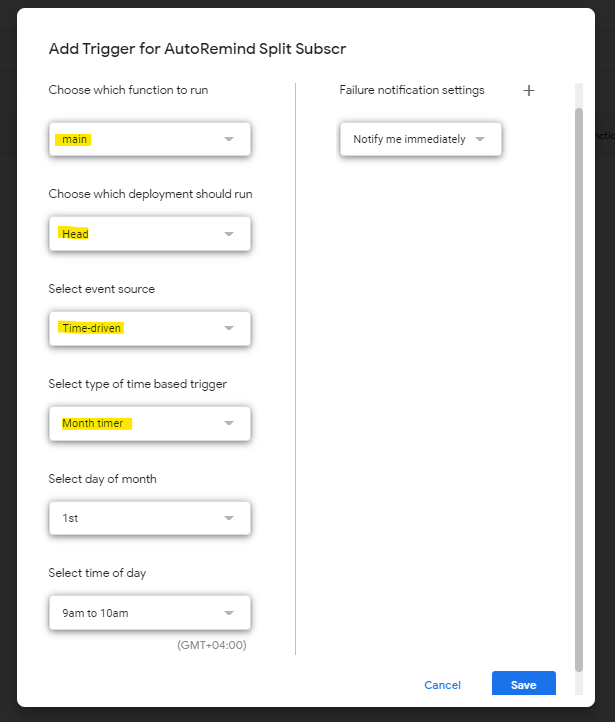 Add Trigger for AutoRemind Split Subscr
Choose which function to run
main
Choose which deployment should run
Head
Select event source
Time-driven
Select type of time based trigger
Month timer
Select day of month
1st
Select time of day
9am to 10am
(GMT+04:00)
Failure notification settings
+
Notify me immediately
Cancel
Save